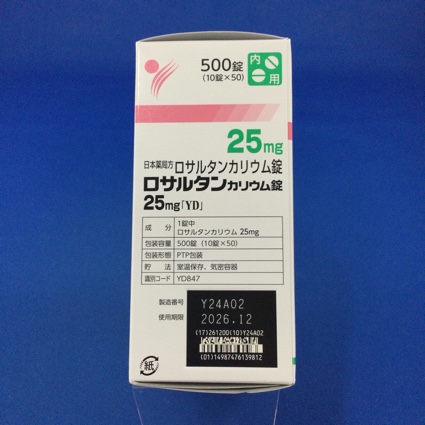 500錠
(10錠×50)
内
用
25mg
日本薬局方 ロサルタンカリウム錠
ロサルタンカリウム錠
25mg「YD」
成 分 1錠中
ロサルタンカリウム 25mg
包装容量 500錠（10錠×50）
包装形態 PTP包装
貯 法 室温保存、気密容器
識別コード YD847
製造番号 Y24A02
使用期限 2026.12
(17)261200(10)Y24A02
(01)14987476139812
紙